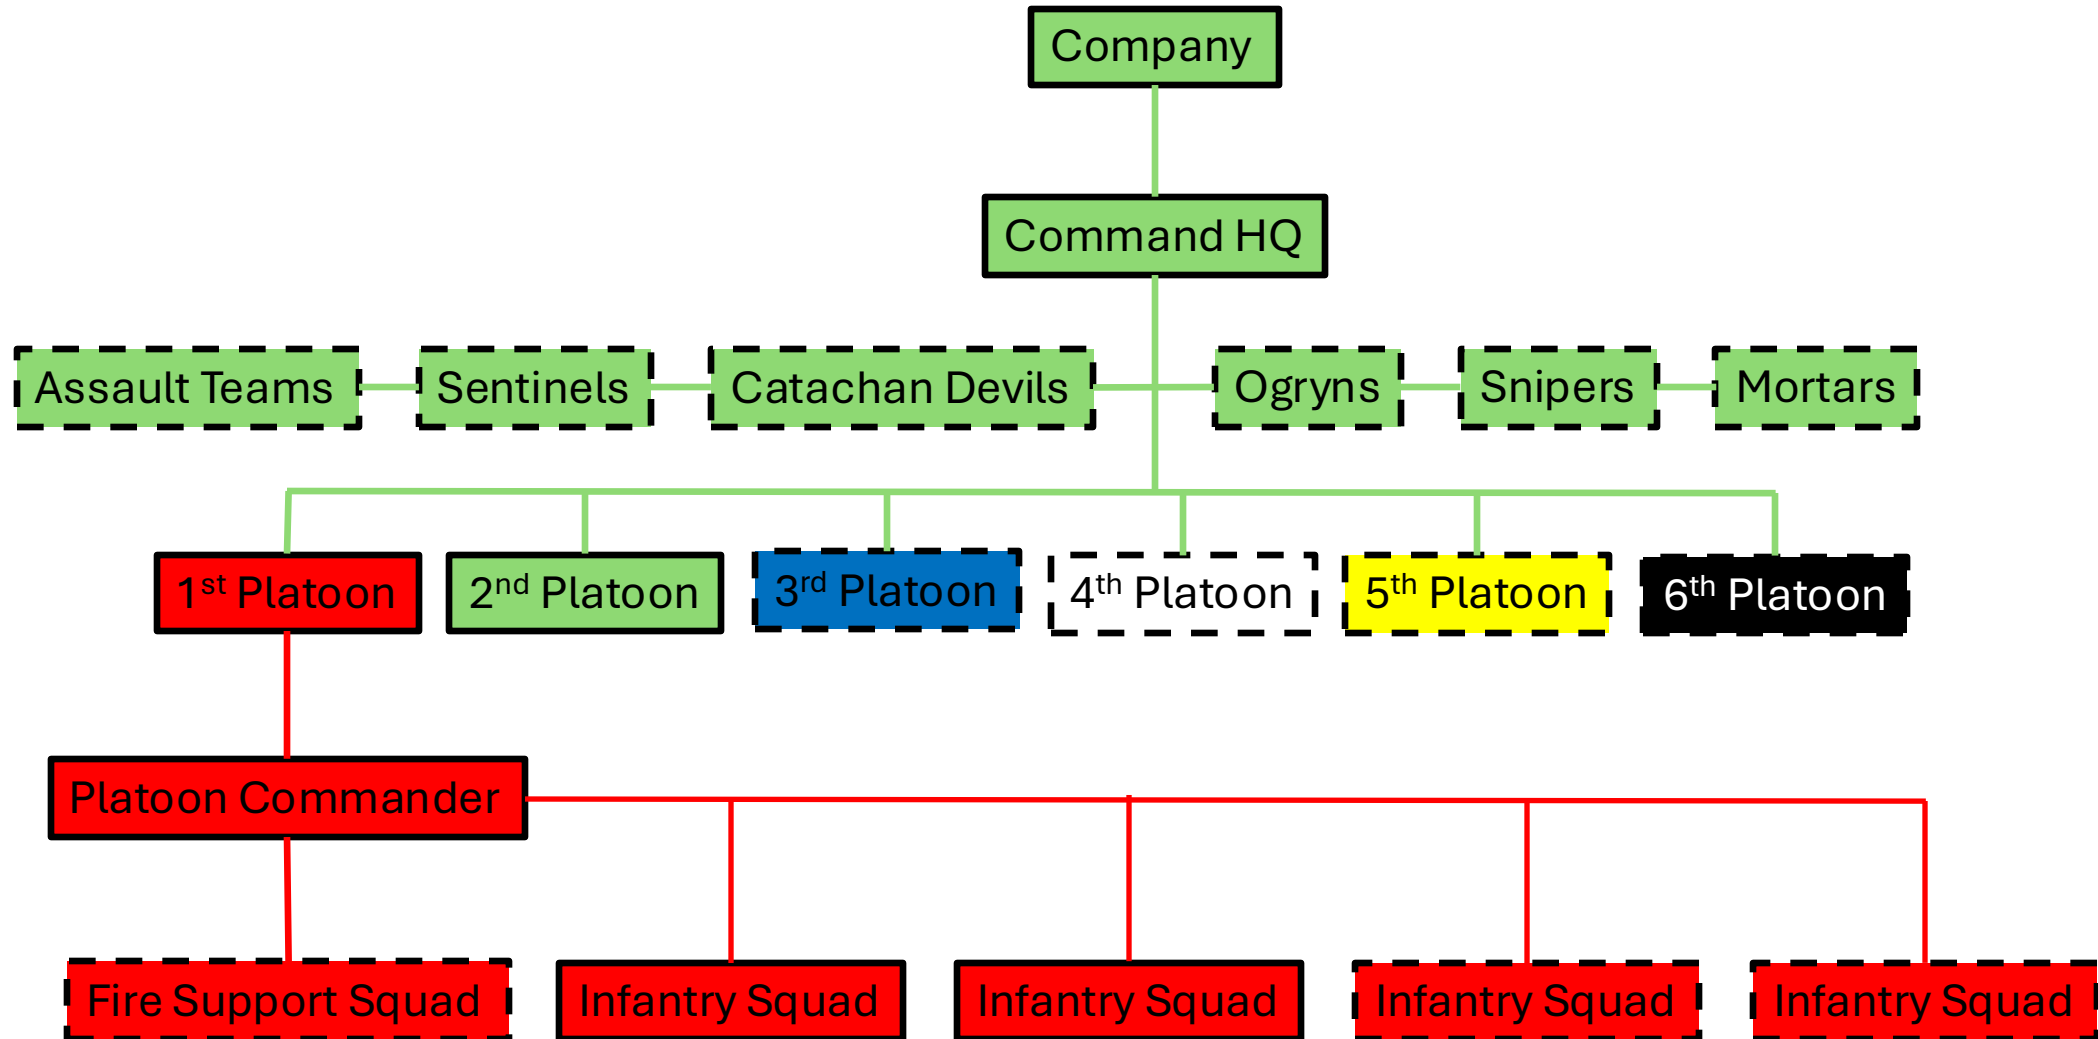 Company
Command HQ
Assault Teams
Sentinels
Catachan Devils
Ogryns
Snipers
Mortars
1st Platoon
2nd Platoon
3rd Platoon
4th Platoon
5th Platoon
6th Platoon
Platoon Commander
Fire Support Squad
Infantry Squad
Infantry Squad
Infantry Squad
Infantry Squad